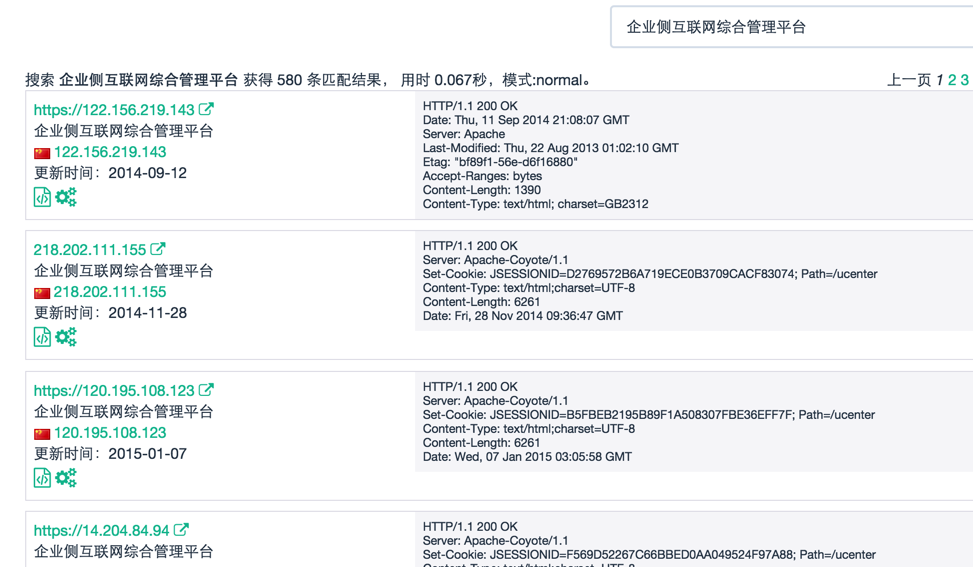 企业侧互联网综合管理平台
搜索 企业侧互联网综合管理平台 获得 580 条匹配结果， 用时 0.067秒，模式:normal。
上一页 1 2 3
https://122.156.219.143
企业侧互联网综合管理平台
122.156.219.143
更新时间：2014-09-12
HTTP/1.1 200 OK
Date: Thu, 11 Sep 2014 21:08:07 GMT
Server: Apache
Last-Modified: Thu, 22 Aug 2013 01:02:10 GMT
Etag: "bf89f1-56e-d6f16880"
Accept-Ranges: bytes
Content-Length: 1390
Content-Type: text/html; charset=GB2312
218.202.111.155
企业侧互联网综合管理平台
218.202.111.155
更新时间：2014-11-28
HTTP/1.1 200 OK
Server: Apache-Coyote/1.1
Set-Cookie: JSESSIONID=D2769572B6A719ECE0B3709CACF83074; Path=/ucenter
Content-Type: text/html;charset=UTF-8
Content-Length: 6261
Date: Fri, 28 Nov 2014 09:36:47 GMT
https://120.195.108.123
企业侧互联网综合管理平台
120.195.108.123
更新时间：2015-01-07
HTTP/1.1 200 OK
Server: Apache-Coyote/1.1
Set-Cookie: JSESSIONID=B5FBEB2195B89F1A508307FBE36EFF7F; Path=/ucenter
Content-Type: text/html;charset=UTF-8
Content-Length: 6261
Date: Wed, 07 Jan 2015 03:05:58 GMT
https://14.204.84.94
企业侧互联网综合管理平台
HTTP/1.1 200 OK
Server: Apache-Coyote/1.1
Set-Cookie: JSESSIONID=F569D52267C66BBED0AA049524F97A88; Path=/ucenter